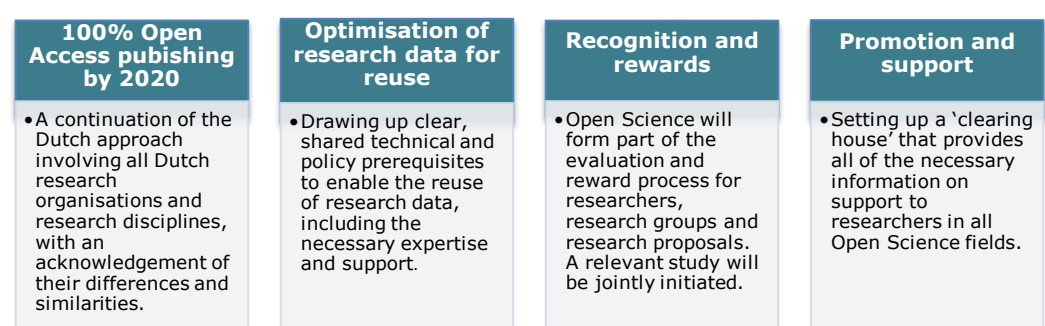 100% Open
Access pubishing
by 2020
•A continuation of the
Dutch approach
involving all Dutch
research
organisations and
research disciplines,
with an
acknowledgement of
their differences and
similarities.
Optimisation of
research data for
reuse
•Drawing up clear,
shared technical and
policy prerequisites
to enable the reuse
of research data,
including the
necessary expertise
and support.
Recognition and
rewards
•Open Science will
form part of the
evaluation and
reward process for
researchers,
research groups and
research proposals.
A relevant study will
be jointly initiated.
Promotion and
support
•Setting up a ‘clearing
house’ that provides
all of the necessary
information on
support to
researchers in all
Open Science fields.